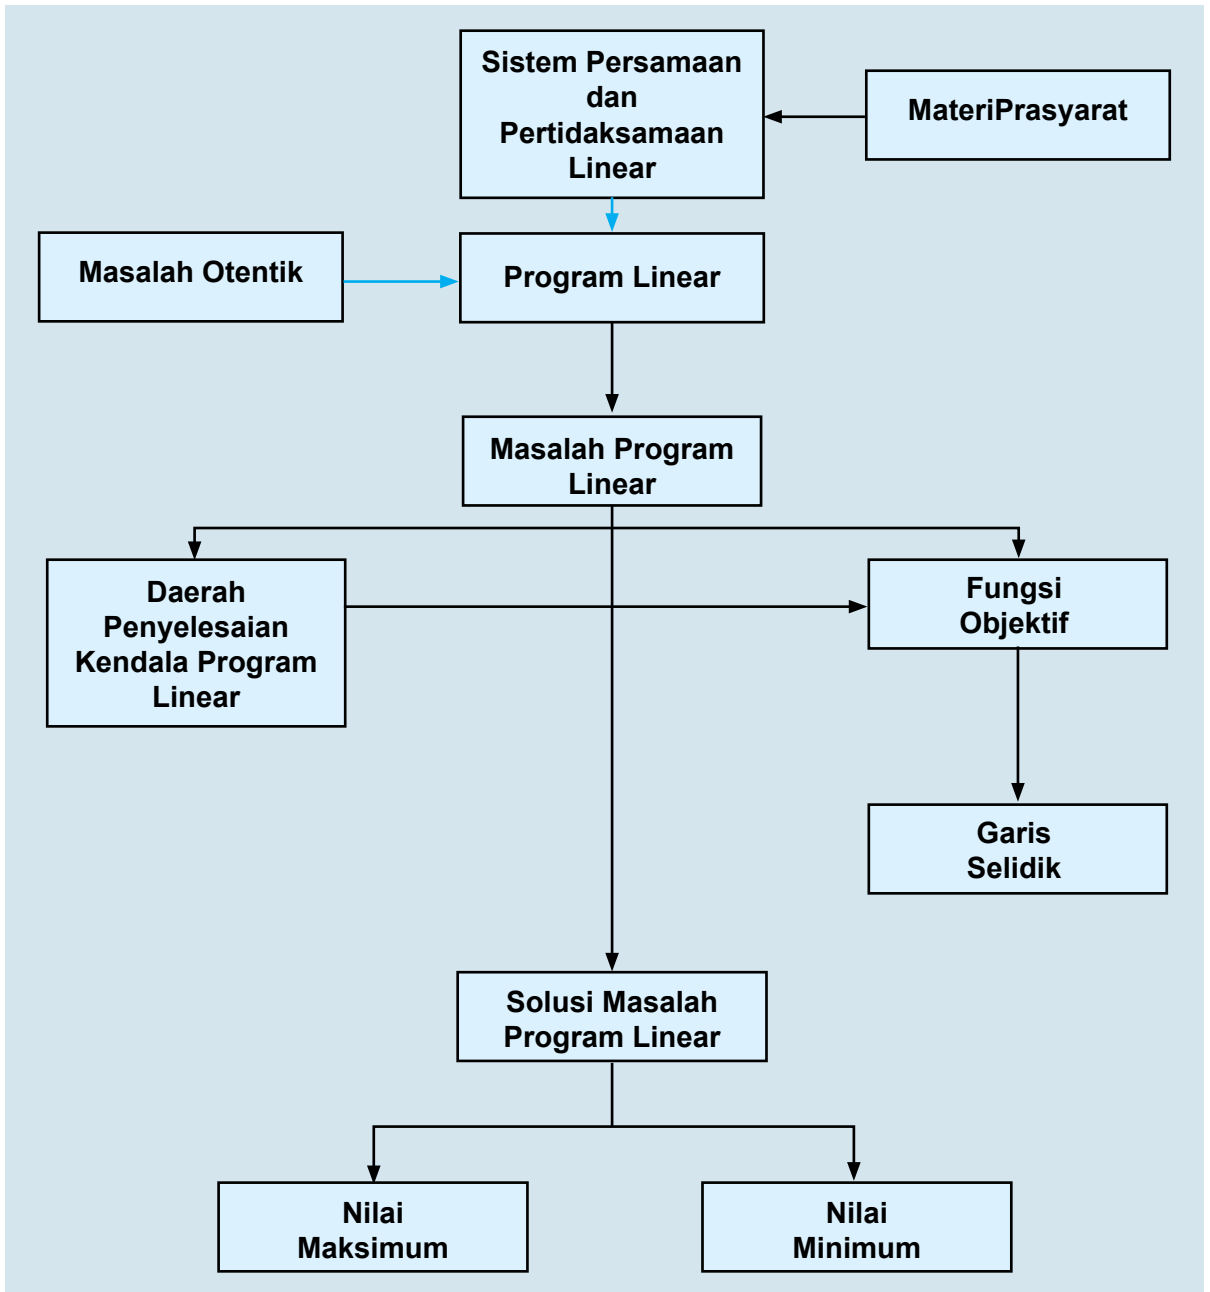 Sistem Persamaan
dan
Pertidaksamaan
Linear
MateriPrasyarat
Masalah Otentik
Program Linear
Masalah Program
Linear
Daerah
Penyelesaian
Kendala Program
Linear
Fungsi
Objektif
Garis
Selidik
Solusi Masalah
Program Linear
Nilai
Maksimum
Nilai
Minimum